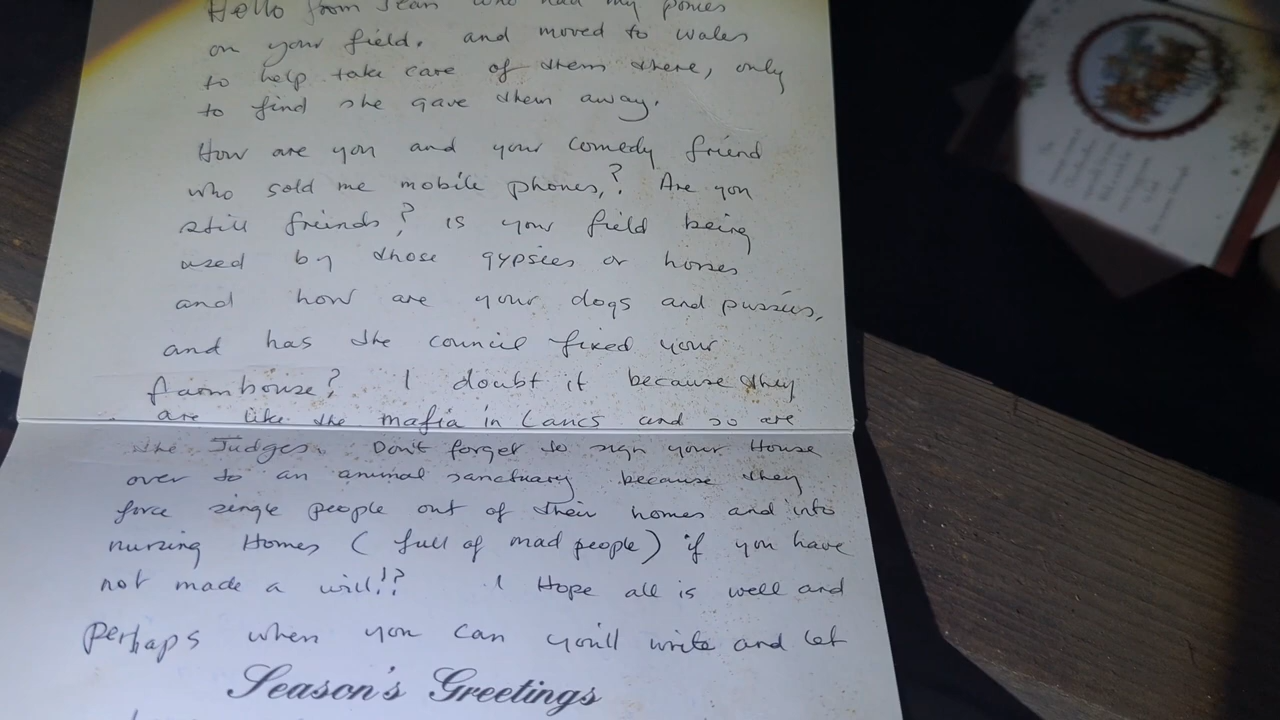 Hello from Jean who had my ponies
on your field. and moved to Wales
to help take care of them there, only
to find she gave them away.
How are you and your comedy friend
who sold me mobile phones,? Are you
still freinds? is your field being
used by those gypsies or horses
and how are your dogs and pussies,
and has the council fixed your
farmhouse? I doubt it because they
are like the mafia in Lancs and so are
the Judges. Don't forget to sign your House
over to an animal sanctuary because they
force single people out of their homes and into
nursing Homes (full of mad people) if you have
not made a will!? I Hope all is well and
perhaps when you can you'll write and let
Season's Greetings